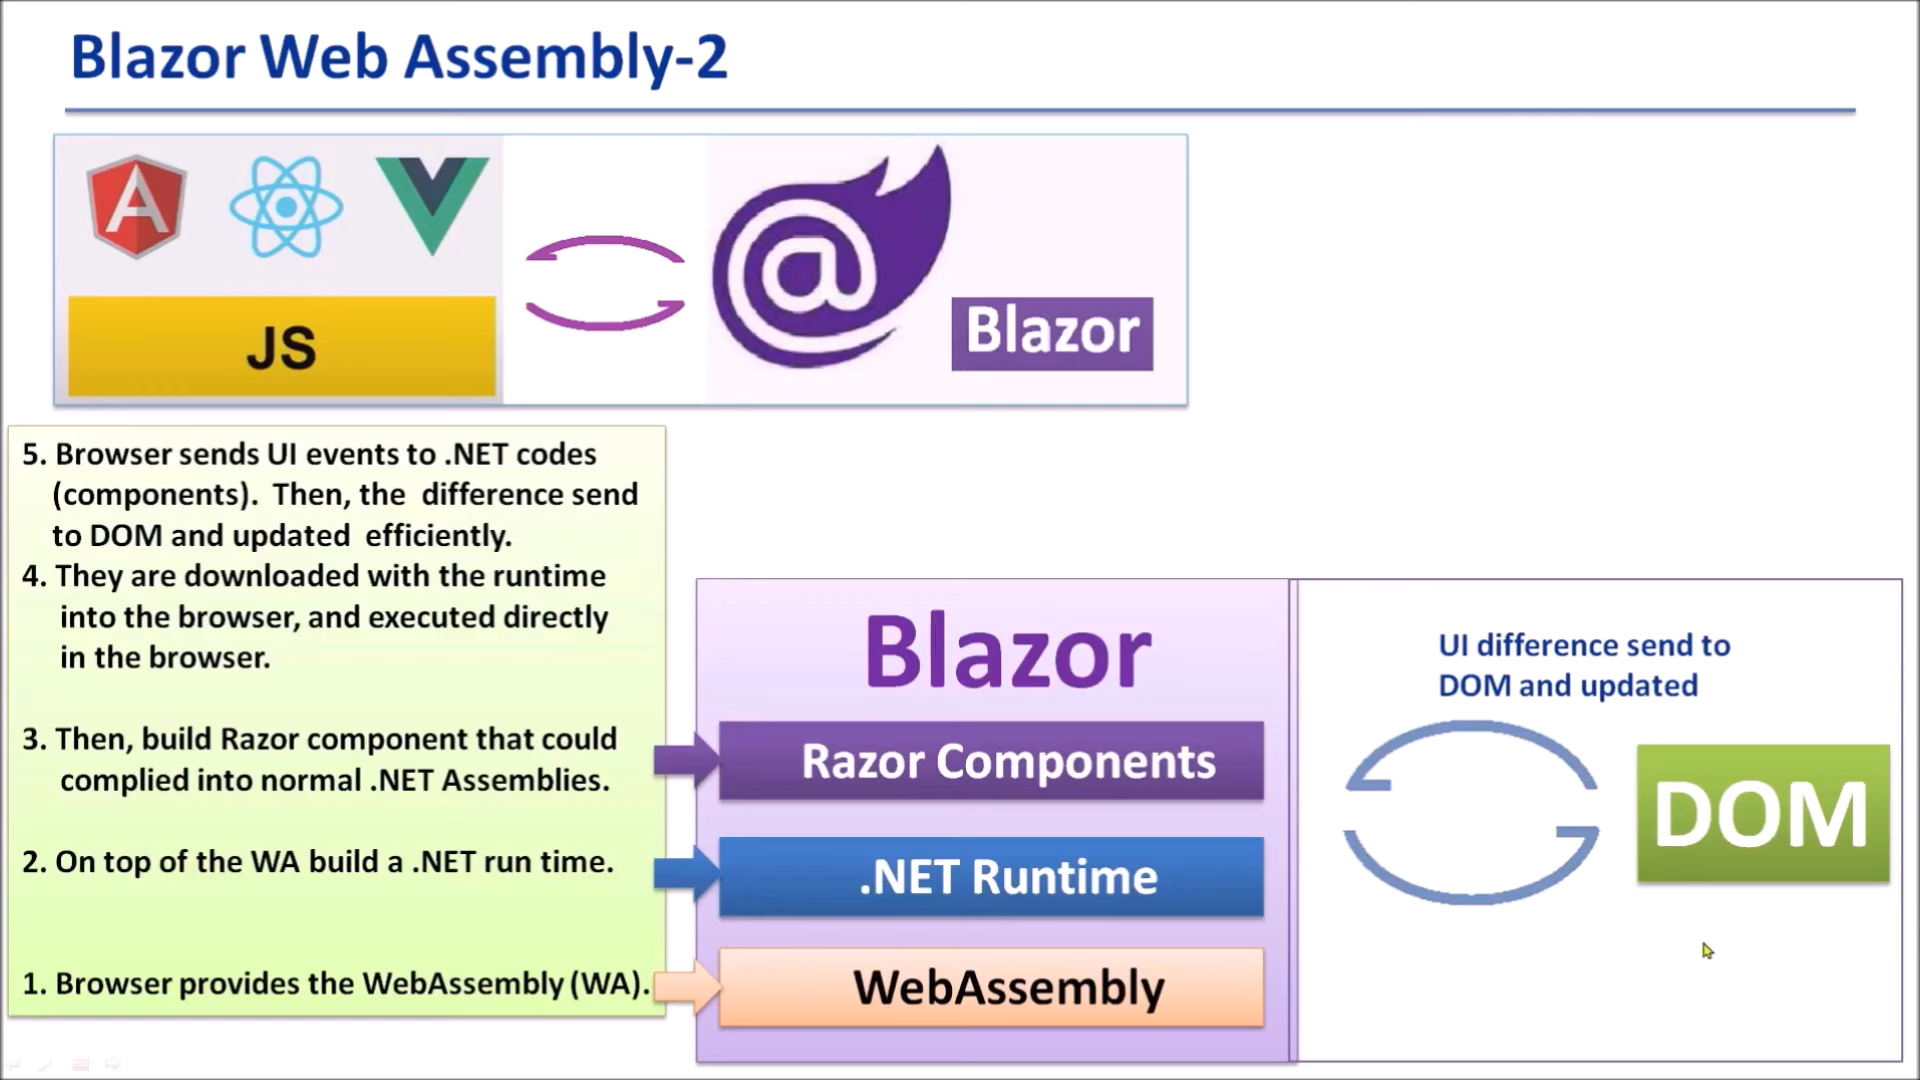 Blazor Web Assembly-2
A
JS
@
Blazor
5. Browser sends UI events to .NET codes
(components). Then, the difference send
to DOM and updated efficiently.
4. They are downloaded with the runtime
into the browser, and executed directly
in the browser.
3. Then, build Razor component that could
complied into normal .NET Assemblies.
2. On top of the WA build a .NET run time.
1. Browser provides the WebAssembly (WA).
Blazor
Razor Components
.NET Runtime
WebAssembly
UI difference send to
DOM and updated
DOM